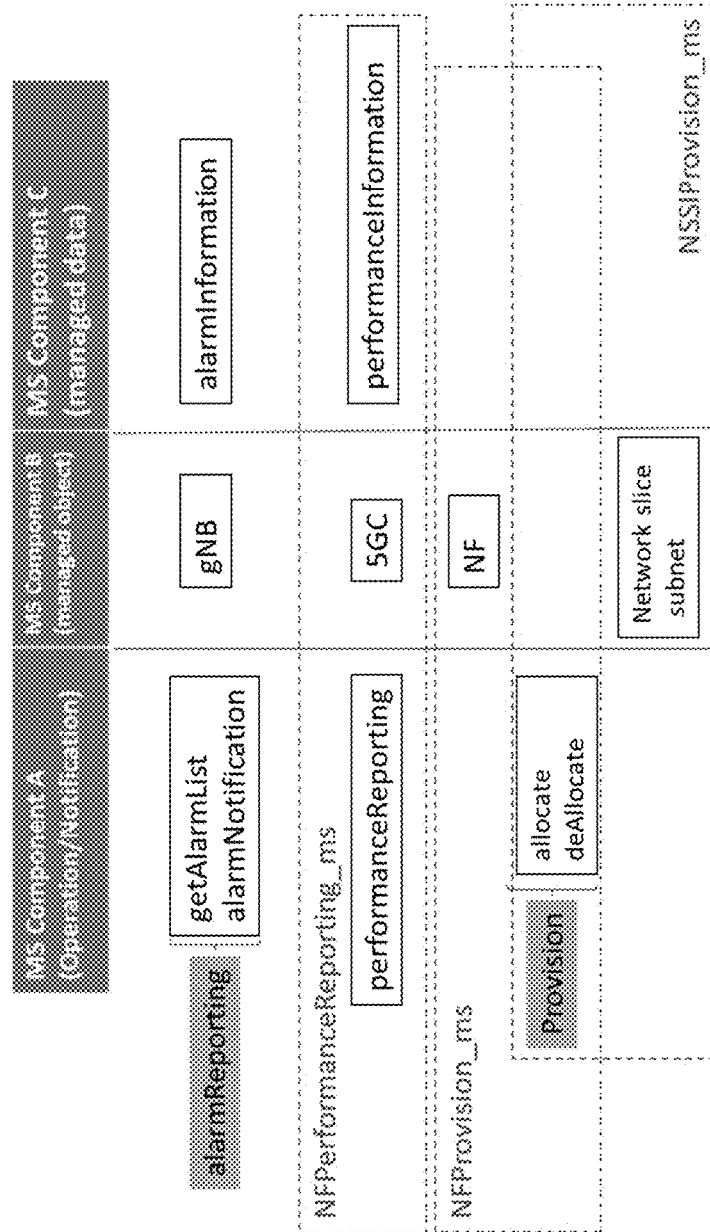 MS Component A
(Operation/Notification)
MS Component B
(managed object)
MS Component C
(managed data)
alarmReporting
getAlarmList
alarmNotification
gNB
alarmInformation
NFPerformanceReporting_ms
performanceReporting
5GC
performanceInformation
NFProvision_ms
NF
Provision
allocate
deAllocate
Network slice
subnet
NSSIProvision_ms